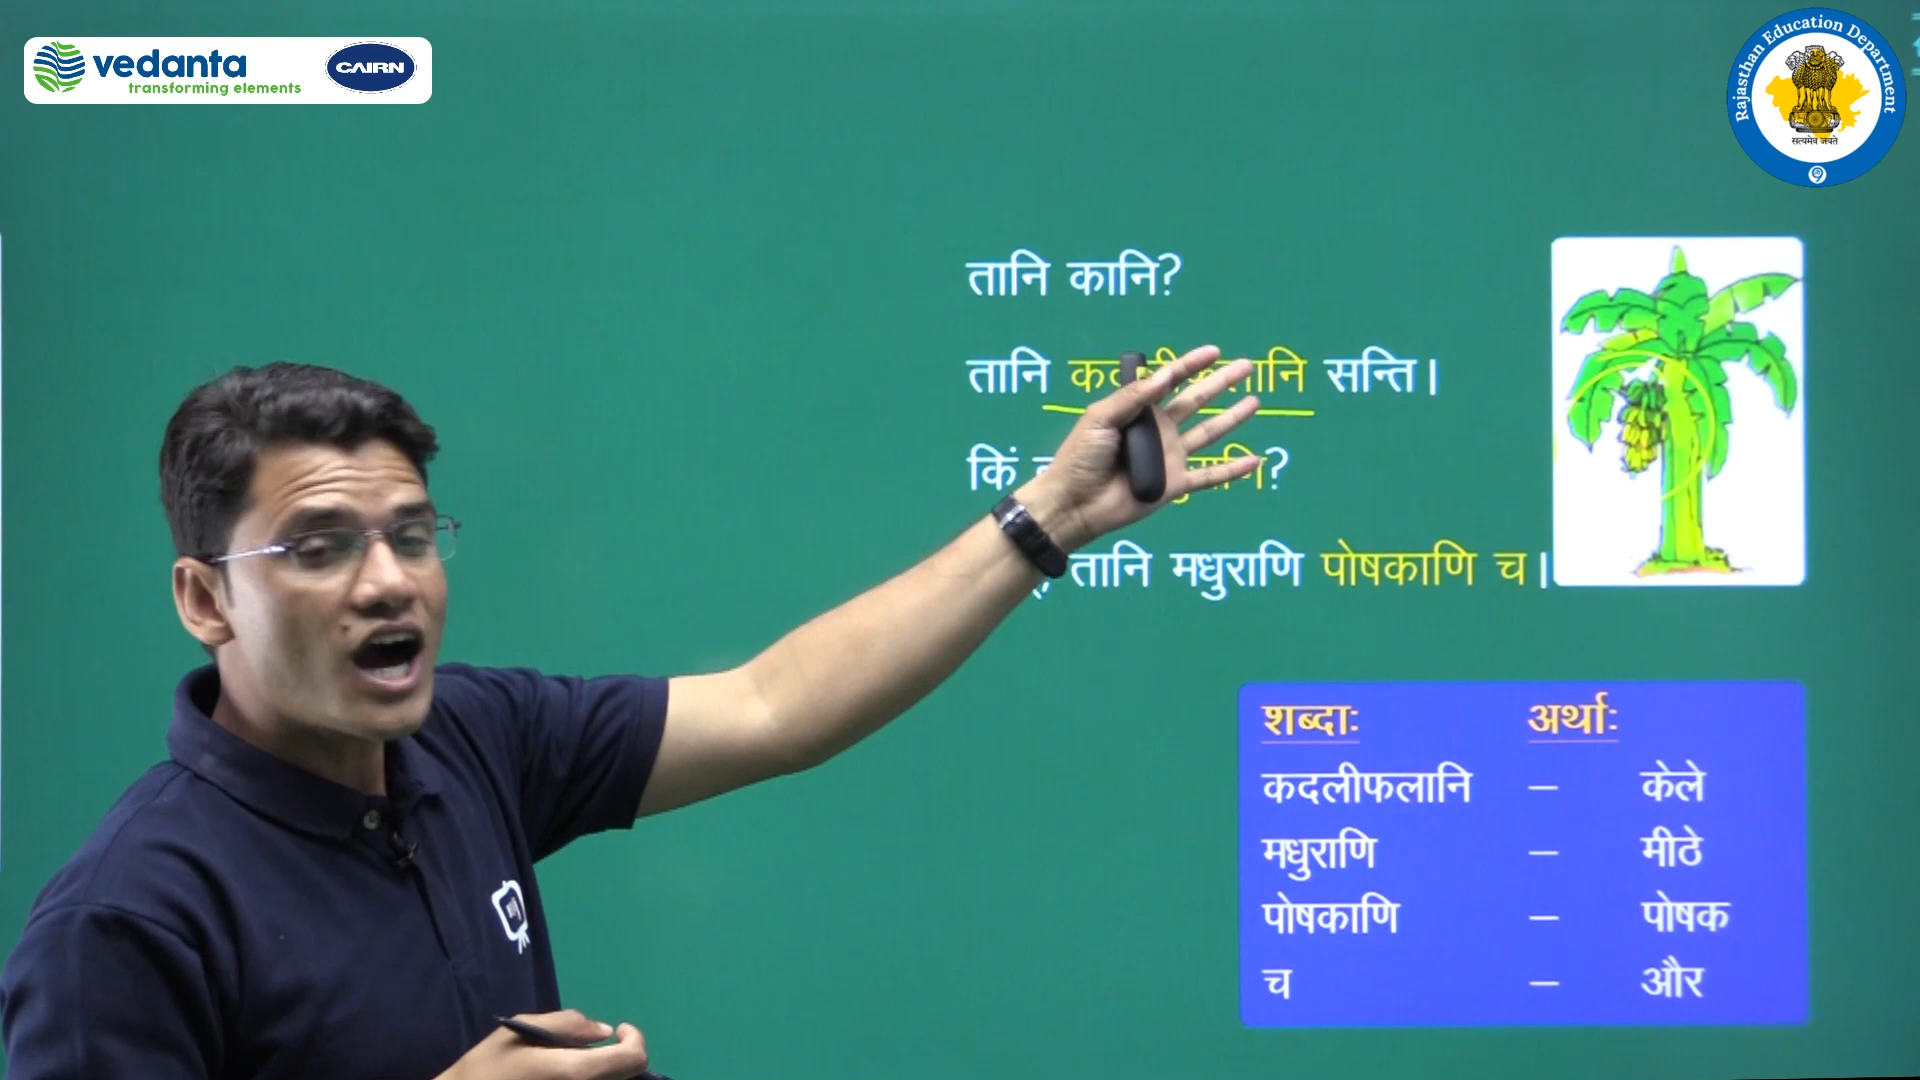 vedanta
transforming elements
CAIRN
Rajasthan Education Department
सत्यमेव जयते
तानि कानि?
तानि सन्ति।
किं
तानि मधुराणि पोषकाणि च।
शब्दाः अर्थाः
कदलीफलानि – केले
मधुराणि – मीठे
पोषकाणि – पोषक
च – और